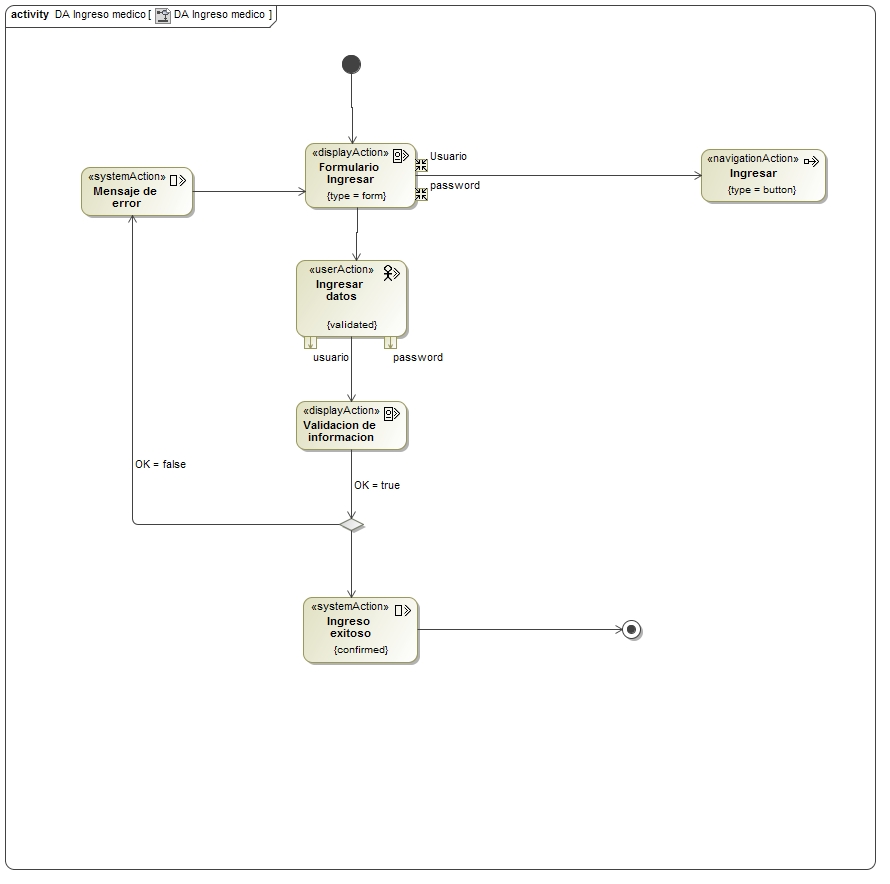 activity DA Ingreso medico [ DA Ingreso medico ]
«displayAction»
Formulario
Ingresar
{type = form}
Usuario
password
«navigationAction»
Ingresar
{type = button}
«systemAction»
Mensaje de
error
«userAction»
Ingresar
datos
{validated}
usuario
password
«displayAction»
Validacion de
informacion
OK = false
OK = true
«systemAction»
Ingreso
exitoso
{confirmed}